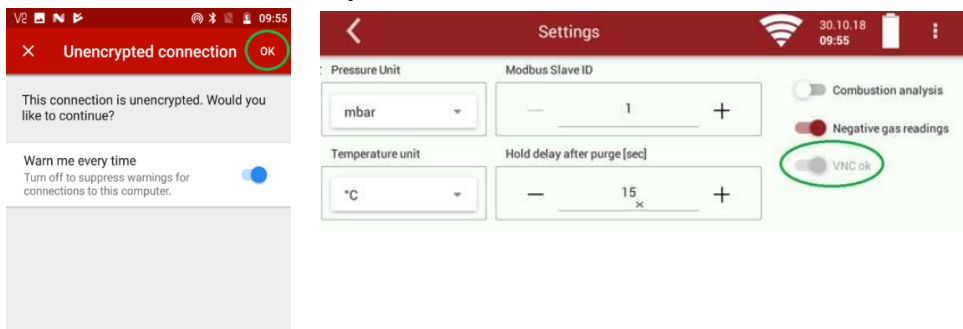 09:55
Unencrypted connection
OK
This connection is unencrypted. Would you
like to continue?
Warn me every time
Turn off to suppress warnings for
connections to this computer.
Settings
30.10.18
09:55
Pressure Unit
Modbus Slave ID
mbar
1
Combustion analysis
Negative gas readings
VNC ok
Temperature unit
Hold delay after purge [sec]
°C
15